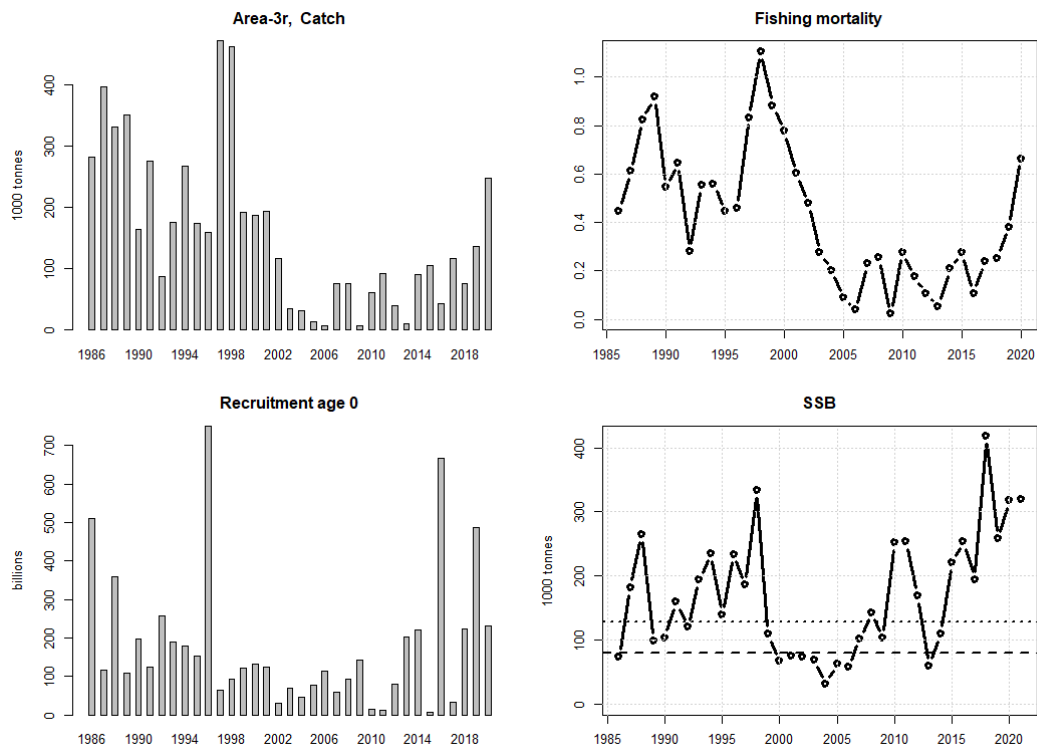 Area-3r, Catch
1000 tonnes
0 100 200 300 400
1986 1990 1994 1998 2002 2006 2010 2014 2018
Fishing mortality
0.0 0.2 0.4 0.6 0.8 1.0
1985 1990 1995 2000 2005 2010 2015 2020
Recruitment age 0
billions
0 100 200 300 400 500 600 700
1986 1990 1994 1998 2002 2006 2010 2014 2018
SSB
1000 tonnes
0 100 200 300 400
1985 1990 1995 2000 2005 2010 2015 2020